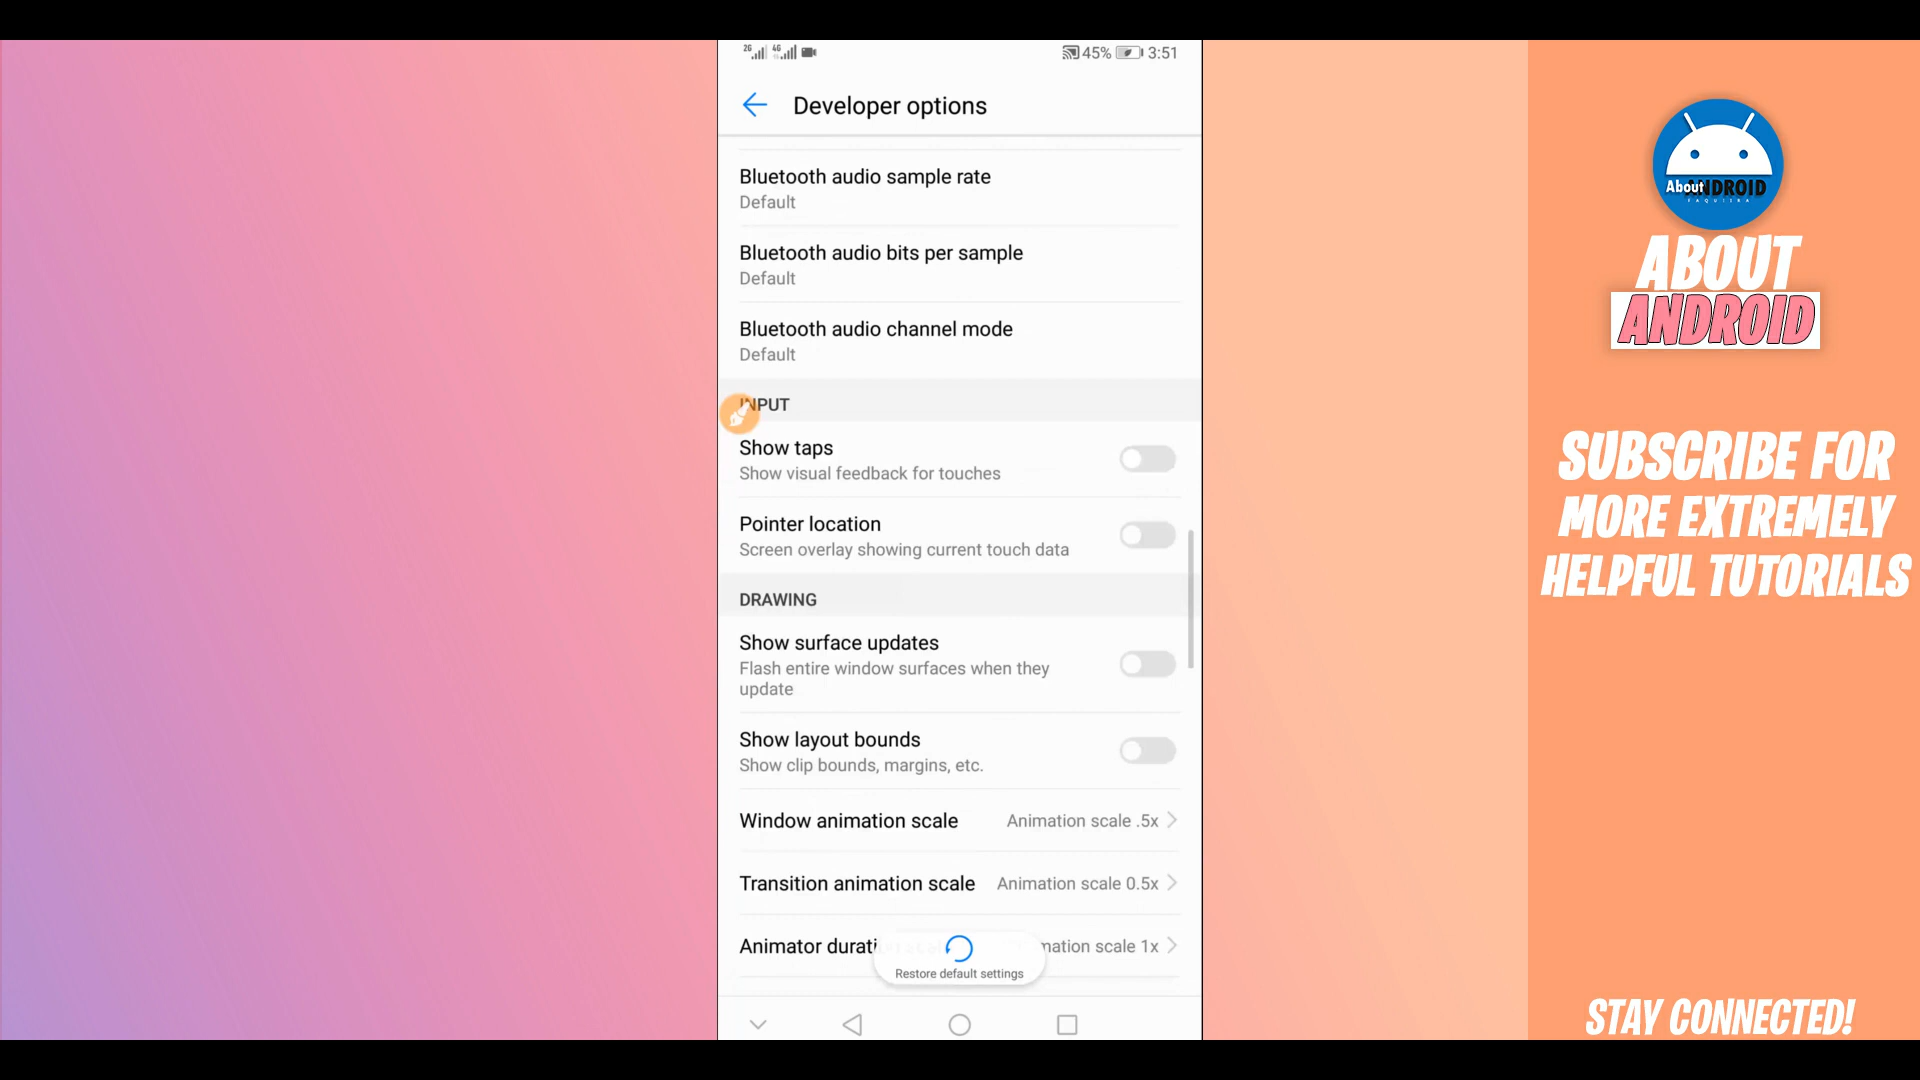 2G 4G 45% 3:51
Developer options
Bluetooth audio sample rate
Default
Bluetooth audio bits per sample
Default
Bluetooth audio channel mode
Default
INPUT
Show taps
Show visual feedback for touches
Pointer location
Screen overlay showing current touch data
DRAWING
Show surface updates
Flash entire window surfaces when they
update
Show layout bounds
Show clip bounds, margins, etc.
Window animation scale Animation scale .5x
Transition animation scale Animation scale 0.5x
Animator durati mation scale 1x
Restore default settings
About ANDROID
FAQUIIRA
ABOUT
ANDROID
SUBSCRIBE FOR
MORE EXTREMELY
HELPFUL TUTORIALS
STAY CONNECTED!